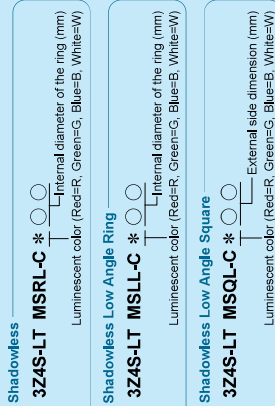 Shadowless
3Z4S-LT MSRL-C * ○ ○
Internal diameter of the ring (mm)
Luminescent color (Red=R, Green=G, Blue=B, White=W)
Shadowless Low Angle Ring
3Z4S-LT MSLL-C * ○ ○
Internal diameter of the ring (mm)
Luminescent color (Red=R, Green=G, Blue=B, White=W)
Shadowless Low Angle Square
3Z4S-LT MSQL-C * ○ ○
External side dimension (mm)
Luminescent color (Red=R, Green=G, Blue=B, White=W)